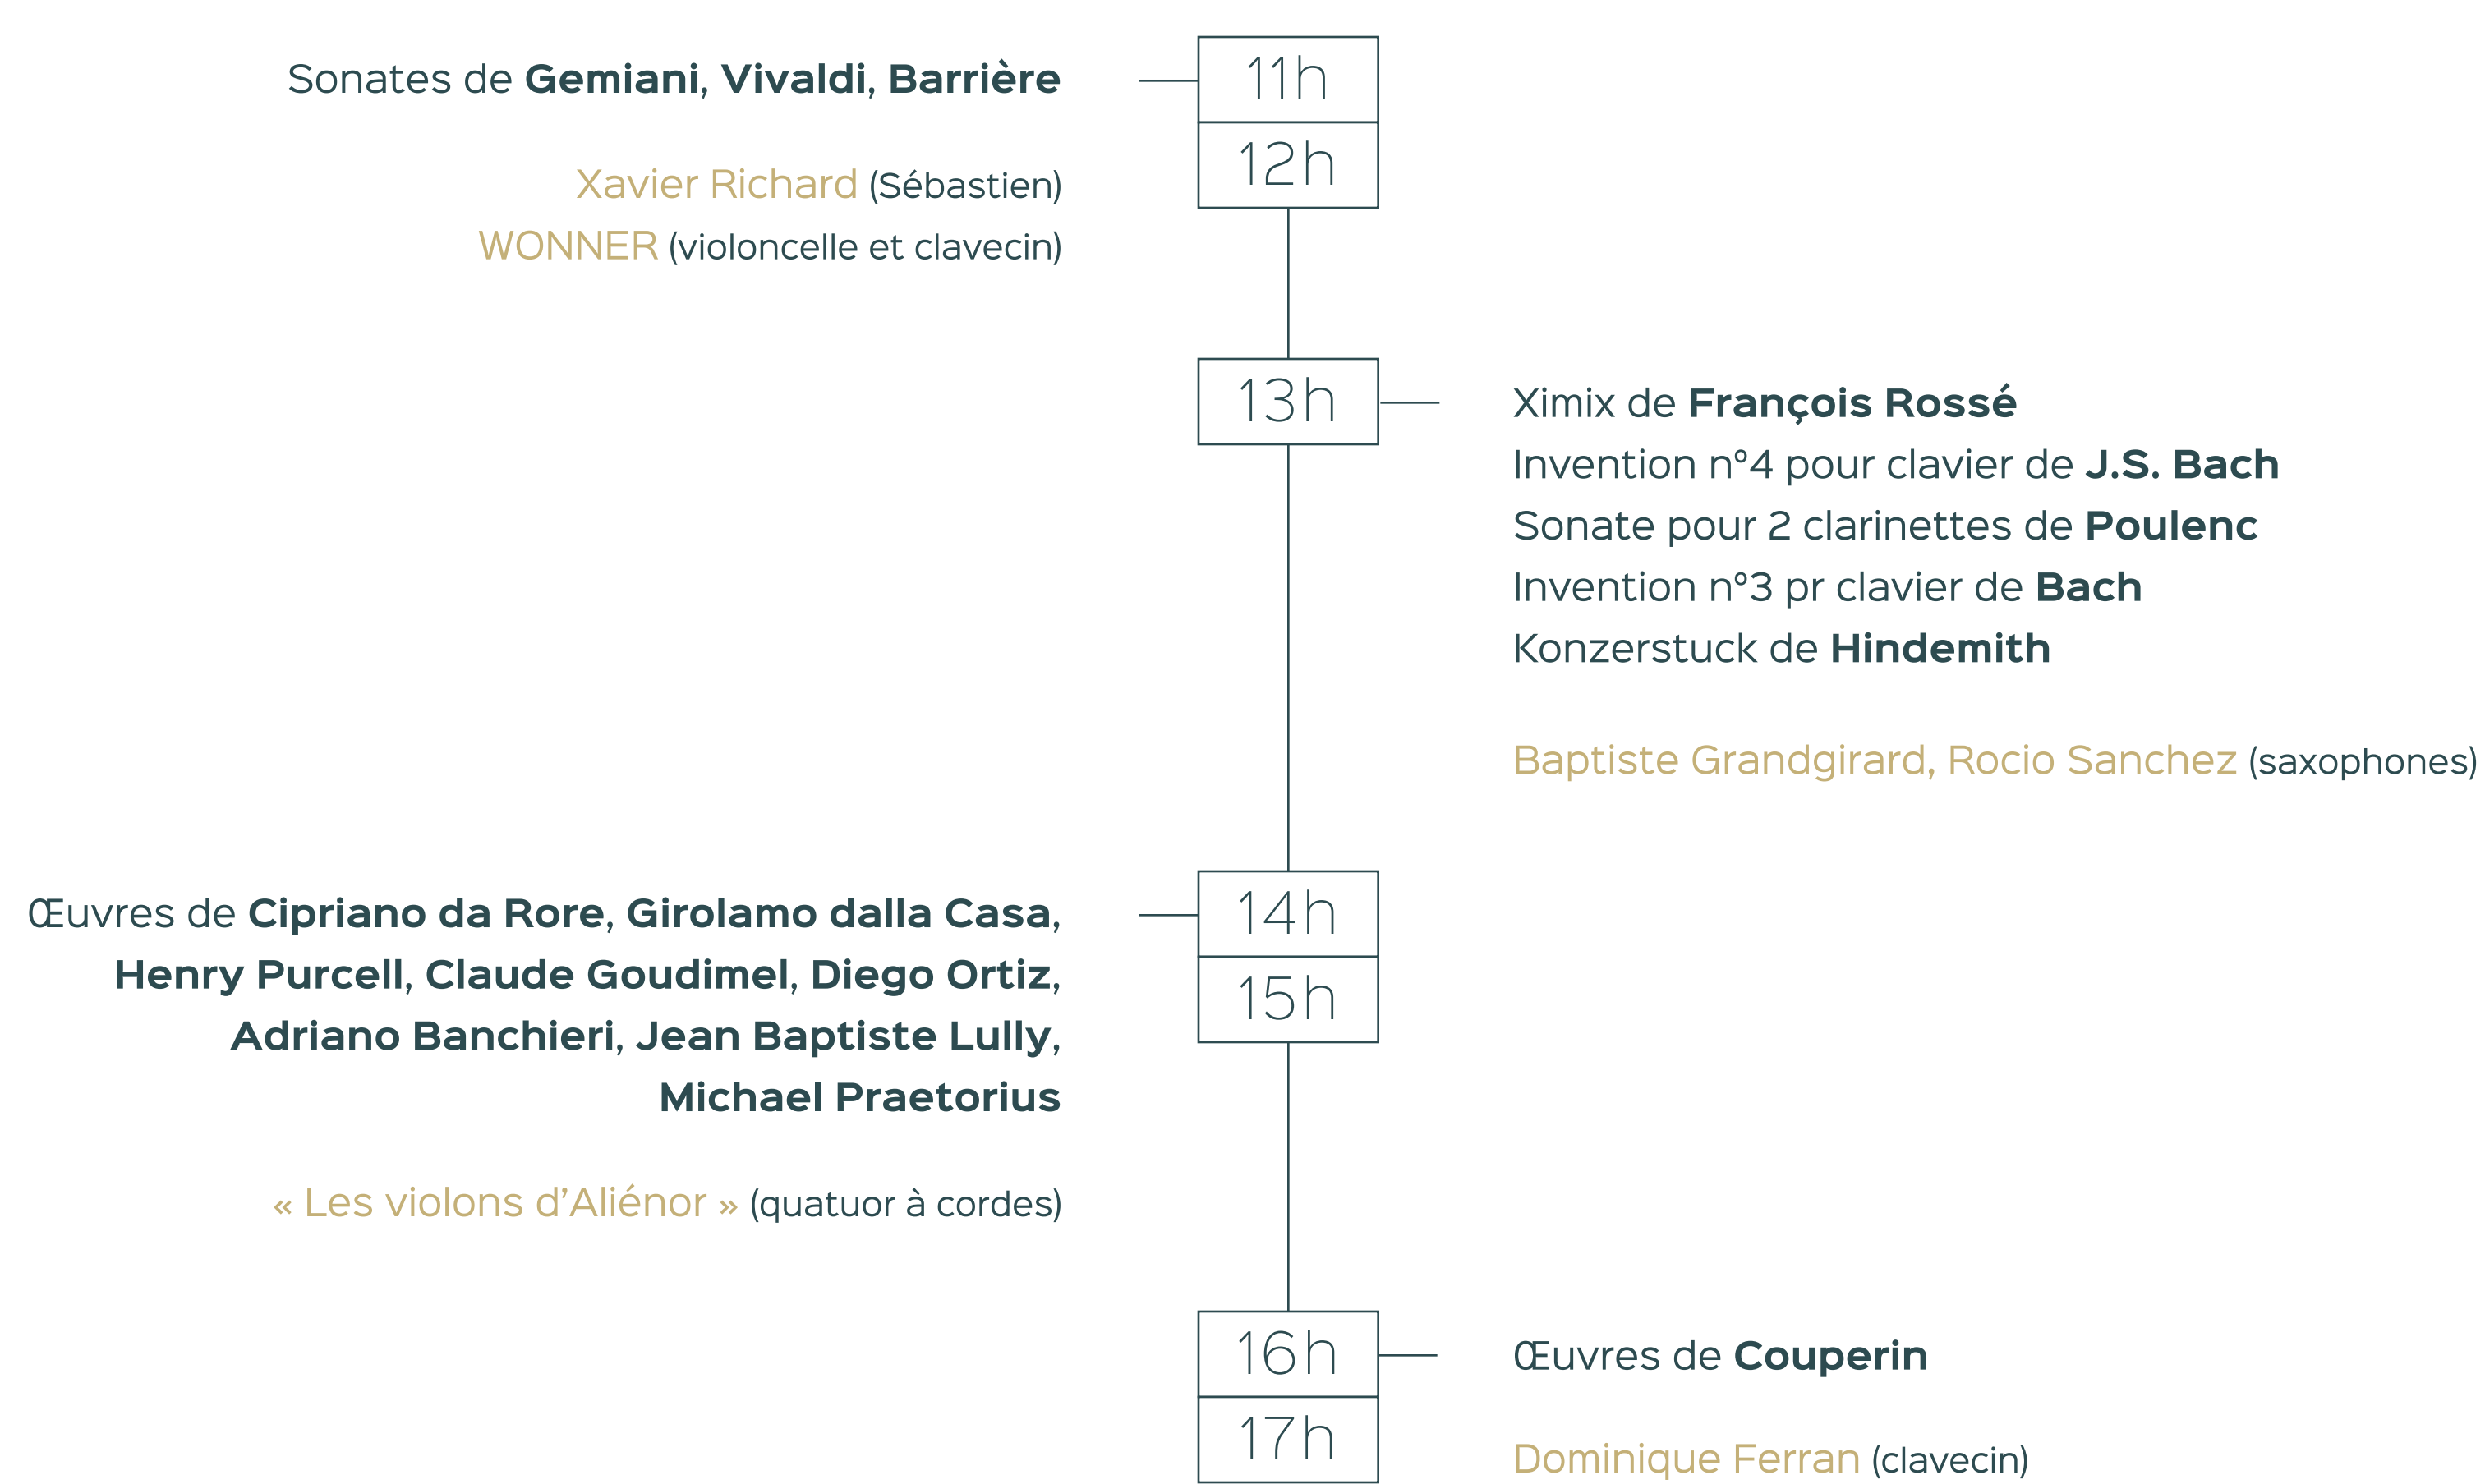 11h
Sonates de Gemiani, Vivaldi, Barrière
12h
Xavier Richard (Sébastien)
WONNER (violoncelle et clavecin)
13h
Ximix de François Rossé
Invention n°4 pour clavier de J.S. Bach
Sonate pour 2 clarinettes de Poulenc
Invention n°3 pr clavier de Bach
Konzerstuck de Hindemith
Baptiste Grandgirard, Rocio Sanchez (saxophones)
14h
Œuvres de Cipriano da Rore, Girolamo dalla Casa,
15h
Henry Purcell, Claude Goudimel, Diego Ortiz,
Adriano Banchieri, Jean Baptiste Lully,
Michael Praetorius
« Les violons d’Aliénor » (quatuor à cordes)
16h
Œuvres de Couperin
17h
Dominique Ferran (clavecin)